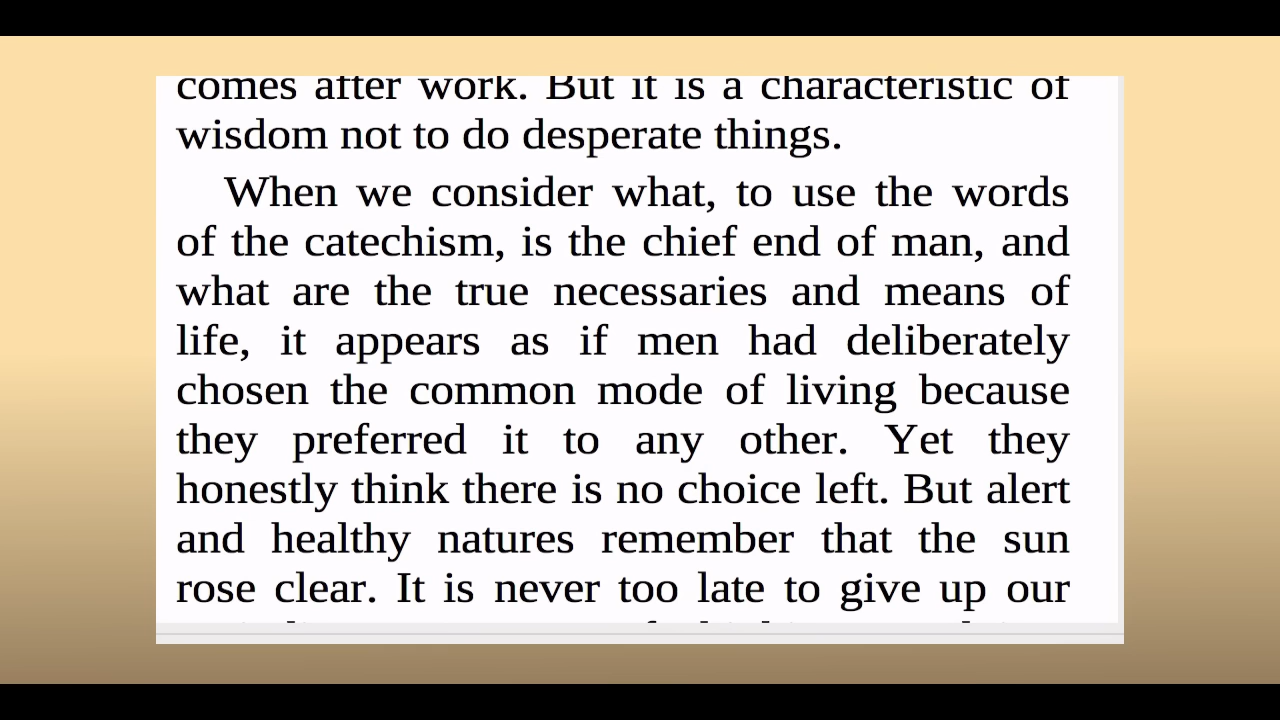 comes after work. But it is a characteristic of
wisdom not to do desperate things.
When we consider what, to use the words
of the catechism, is the chief end of man, and
what are the true necessaries and means of
life, it appears as if men had deliberately
chosen the common mode of living because
they preferred it to any other. Yet they
honestly think there is no choice left. But alert
and healthy natures remember that the sun
rose clear. It is never too late to give up our